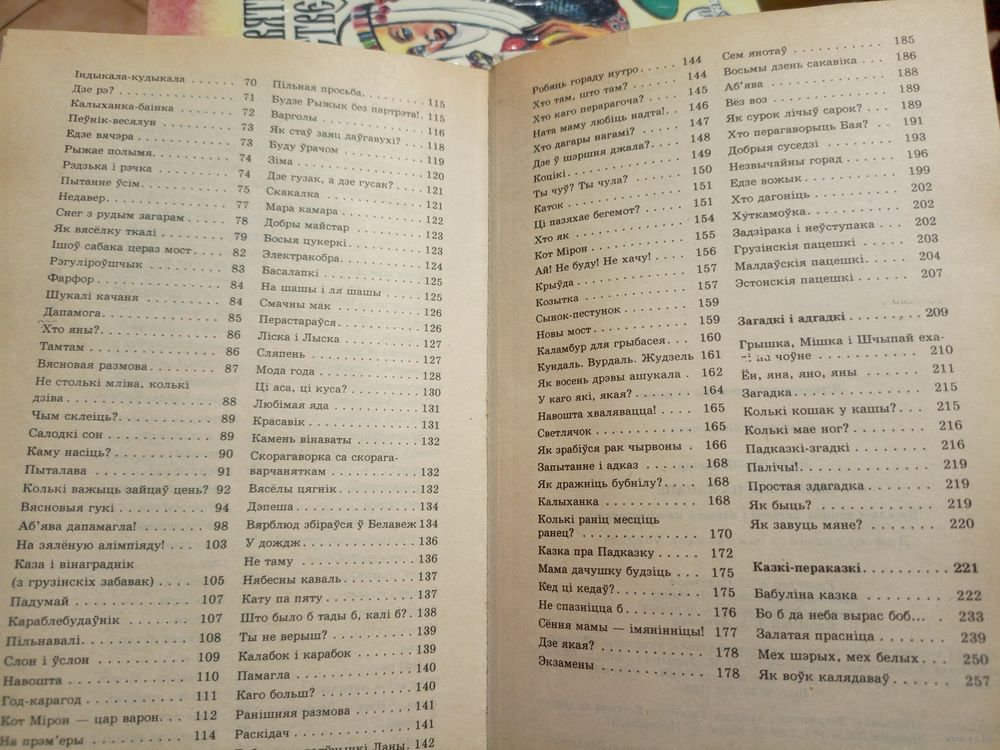 Індыкала-кудыкала . . . . . . 70
Дзе рэ? . . . . . . . . . . . . . 71
Калыханка-баінка . . . . . . . 72
Пеўнік-весялун . . . . . . . . 73
Едзе вячэра . . . . . . . . . . 73
Рыжае полымя. . . . . . . . . 74
Рэдзька і рэчка . . . . . . . . 74
Пытанне ўсім. . . . . . . . . . 75
Недавер. . . . . . . . . . . . . 77
Снег з рудым загарам . . . . . 78
Як вясёлку ткалі . . . . . . . 79
Ішоў сабака цераз мост. . . . . 82
Рэгуліроўшчык . . . . . . . . 83
Фарфор . . . . . . . . . . . . 84
Шукалі качаня . . . . . . . . 84
Дапамога. . . . . . . . . . . . 85
Хто яны?. . . . . . . . . . . . 86
Тамтам . . . . . . . . . . . . 86
Вясновая размова. . . . . . . . 87
Не столькі мліва, колькі
дзіва . . . . . . . . . . . . . 88
Чым склеіць?. . . . . . . . . . 89
Салодкі сон . . . . . . . . . . 89
Каму насіць? . . . . . . . . . 90
Пыталава . . . . . . . . . . . 91
Колькі важыць зайцаў цень? 92
Вясновыя гукі . . . . . . . . . 94
Аб'ява дапамагла! . . . . . . . 98
На зялёную алімпіяду! . . . 103
Каза і вінаграднік
(з грузінскіх забавак) . . . . 105
Падумай . . . . . . . . . . . 107
Караблебудаўнік . . . . . . . 107
Пільнавалі. . . . . . . . . . . 108
Слон і ўслон . . . . . . . . . 109
Навошта . . . . . . . . . . . 110
Год-карагод . . . . . . . . . . 111
Кот Мірон — цар варон. . . . 112
На прэм'еры . . . . . . . . . 114
Пільная просьба. . . . . . . . 115
Будзе Рыжык без партрэта! . . 115
Варголы . . . . . . . . . . . 116
Як стаў заяц даўгавухі? . . . . 118
Буду ўрачом . . . . . . . . . 119
Зіма . . . . . . . . . . . . . 120
Дзе гузак, а дзе гусак? . . . . 121
Скакалка . . . . . . . . . . . 121
Мара камара . . . . . . . . . 122
Добры майстар . . . . . . . . 123
Босыя цукеркі . . . . . . . . . 123
Электракобра. . . . . . . . . . 124
Басалапкі . . . . . . . . . . . 125
На шашы і ля шашы . . . . . 125
Смачны мак . . . . . . . . . 126
Перастараўся. . . . . . . . . . 126
Ліска і Лыска . . . . . . . . . 127
Сляпень . . . . . . . . . . . 127
Мода года . . . . . . . . . . 128
Ці аса, ці куса? . . . . . . . . 130
Любімая яда . . . . . . . . . 131
Красавік . . . . . . . . . . . 131
Камень вінаваты . . . . . . . 132
Скорагаворка са скорага-
варчаняткам . . . . . . . . . 132
Вясёлы цягнік . . . . . . . . . 132
Дэпеша . . . . . . . . . . . . 134
Вярблюд збіраўся ў Белавеж 134
У дождж. . . . . . . . . . . . 136
Не таму . . . . . . . . . . . 136
Нябесны каваль. . . . . . . . 137
Кату па пяту . . . . . . . . . 137
Што было б тады б, калі б? . 138
Ты не верыш? . . . . . . . . . 139
Калабок і карабок . . . . . . . 139
Памагла . . . . . . . . . . . 140
Каго больш? . . . . . . . . . 140
Ранішняя размова . . . . . . . 141
Раскідач . . . . . . . . . . . 141
Ланы. . . . 142
Робяць гораду нутро . . . . . 144
Хто там, што там? . . . . . . 144
Хто каго перарагоча? . . . . . 145
Ната маму любіць надта!. . . . 146
Хто дагары нагамі? . . . . . . 147
Дзе ў шэршня джала? . . . . . 148
Коцікі . . . . . . . . . . . . . 149
Ты чуў? Ты чула? . . . . . . . 150
Каток . . . . . . . . . . . . . 151
Ці пазяхае бегемот? . . . . . . 151
Хто як . . . . . . . . . . . . 154
Кот Мірон . . . . . . . . . . 155
Ай! Не буду! Не хачу! . . . . . 156
Крыўда . . . . . . . . . . . . 157
Козытка . . . . . . . . . . . 157
Сынок-пестунок . . . . . . . . 159
Новы мост. . . . . . . . . . . 159
Каламбур для грыбасея. . . . . 160
Кундаль. Вурдаль. Жудзель 161
Як восень дрэвы ашукала . . 162
У каго які, якая? . . . . . . . 164
Навошта хвалявацца! . . . . . 165
Светлячок . . . . . . . . . . . 165
Як зрабіўся рак чырвоны . . . 166
Запытанне і адказ . . . . . . 168
Як дражніць бубнілу? . . . . . 168
Калыханка . . . . . . . . . . 168
Колькі раніц месціць
ранец? . . . . . . . . . . . . 170
Казка пра Падказку . . . . . 172
Мама дачушку будзіць . . . . 175
Кед ці кедаў? . . . . . . . . . 175
Не спазніцца б . . . . . . . . 176
Сёння мамы — імянінніцы! 177
Дзе якая? . . . . . . . . . . . 178
Экзамены . . . . . . . . . . . 178
Сем янотаў . . . . . . . . . . 185
Восьмы дзень сакавіка . . . . 186
Аб'ява . . . . . . . . . . . . 188
Вёз воз . . . . . . . . . . . . 189
Як сурок лічыў сарок? . . . . 189
Хто перагаворыць Бая? . . . . 191
Добрыя суседзі . . . . . . . . 193
Незвычайны горад . . . . . . 196
Едзе вожык. . . . . . . . . . 199
Хто дагоніць . . . . . . . . . 202
Хуткамоўка. . . . . . . . . . 202
Задзірака і неўступака . . . . 202
Грузінскія пацешкі . . . . . . 203
Малдаўскія пацешкі. . . . . . 204
Эстонскія пацешкі . . . . . . 207
Загадкі і адгадкі . . . . . . . 209
Грышка, Мішка і Шчыпай еха-
лі на чоўне . . . . . . . . . . 210
Ён, яна, яно, яны . . . . . . 211
Загадка. . . . . . . . . . . . 215
Колькі кошак у кашы? . . . . 215
Колькі мае ног? . . . . . . . 216
Падказкі-згадкі . . . . . . . . 216
Палічы!. . . . . . . . . . . . 219
Простая здагадка . . . . . . . 219
Як быць? . . . . . . . . . . . 219
Як завуць мяне? . . . . . . . 220
Казкі-пераказкі. . . . . . . . 221
Бабуліна казка . . . . . . . . 222
Бо б да неба вырас боб... . . 233
Залатая прасніца . . . . . . . 239
Мех шэрых, мех белых . . . . 250
Як воўк калядаваў . . . . . . 257